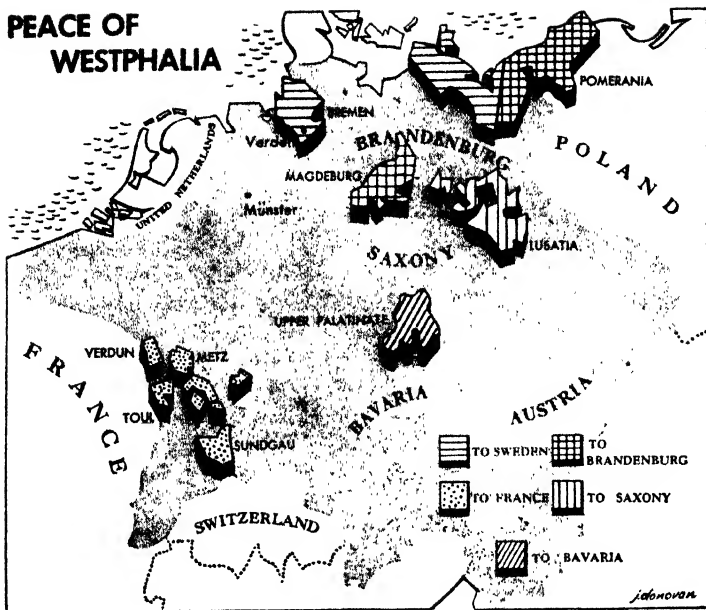 PEACE OF
WESTPHALIA
POMERANIA
BREMEN
Verden
BRANDENBURG
POLAND
MAGDEBURG
UNITED NETHERLANDS
Münster
LUSATIA
SAXONY
UPPER PALATINATE
VERDUN
METZ
FRANCE
TOUL
BAVARIA
AUSTRIA
SUNDGAU
TO SWEDEN
TO
BRANDENBURG
TO FRANCE
TO SAXONY
SWITZERLAND
TO BAVARIA
j.donovan